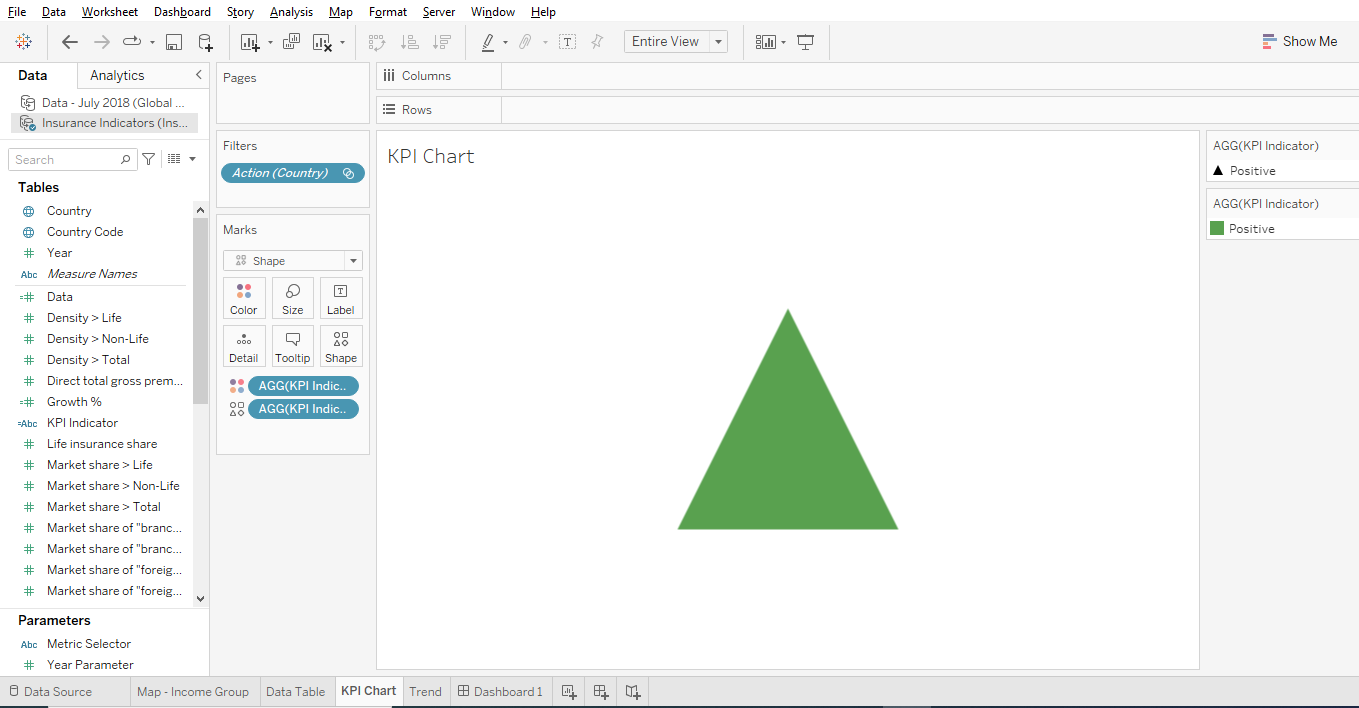 File Data Worksheet Dashboard Story Analysis Map Format Server Window Help
Entire View
Show Me
Data Analytics
Data - July 2018 (Global ...
Insurance Indicators (Ins...
Search
Tables
Country
Country Code
Year
Abc Measure Names
Data
Density > Life
Density > Non-Life
Density > Total
Direct total gross prem...
Growth %
=Abc KPI Indicator
Life insurance share
Market share > Life
Market share > Non-Life
Market share > Total
Market share of "branc...
Market share of "branc...
Market share of "foreig...
Market share of "foreig...
Parameters
Abc Metric Selector
Year Parameter
Pages
Filters
Action (Country)
Marks
Shape
Color Size Label
Detail Tooltip Shape
AGG(KPI Indic..
AGG(KPI Indic..
Columns
Rows
KPI Chart
AGG(KPI Indicator)
Positive
AGG(KPI Indicator)
Positive
Data Source Map - Income Group Data Table KPI Chart Trend Dashboard 1